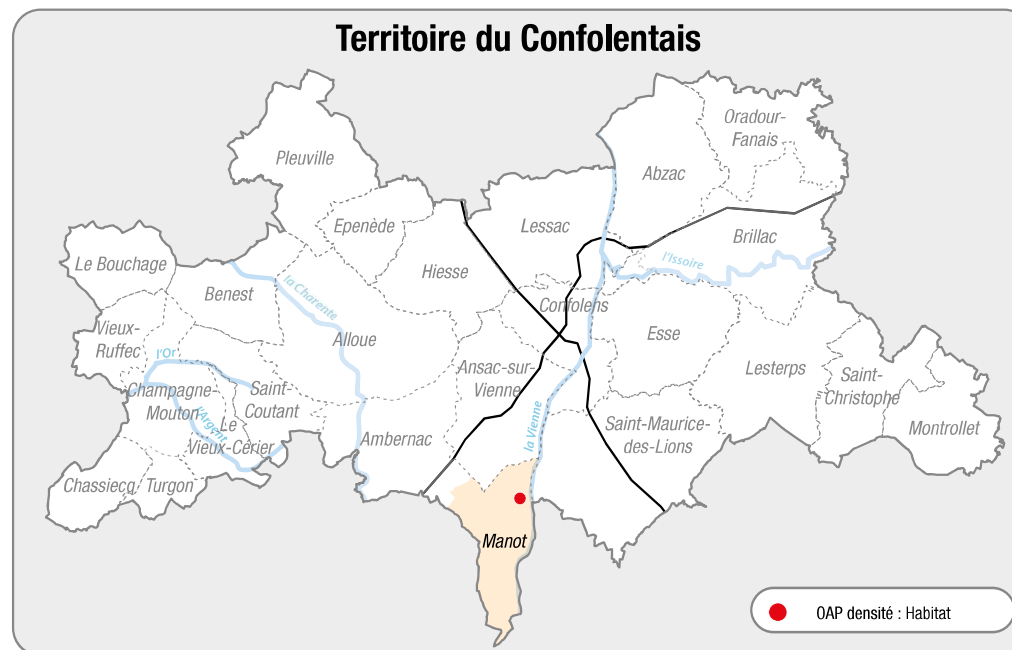 Territoire du Confolentais
Oradour-
Fanais
Pleuville
Abzac
Epenède
Lessac
Brillac
Le Bouchage
l'Issoire
Hiesse
Benest
la Charente
Confolens
Vieux-
Ruffec
Esse
Alloue
l'Or
Ansac-sur-
Vienne
Lesterps
Saint-
Christophe
Champagne-
Mouton
Saint-
Coutant
l'Argent
Le
Vieux-Cérier
Ambernac
la Vienne
Saint-Maurice-
des-Lions
Montrollet
Chassiecq
Turgon
Manot
OAP densité : Habitat